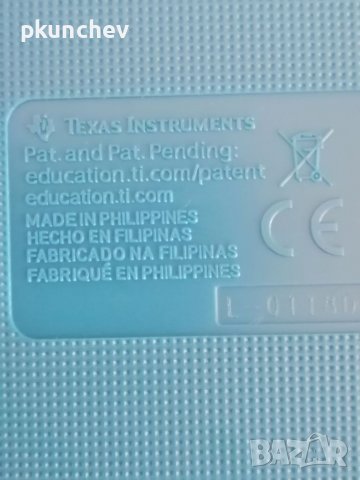 pkunchev
TEXAS INSTRUMENTS
Pat. and Pat. Pending:
education.ti.com/patent
education.ti.com
MADE IN PHILIPPINES
HECHO EN FILIPINAS
FABRICADO NA FILIPINAS
FABRIQUÉ EN PHILIPPINES
CE
BAZAR